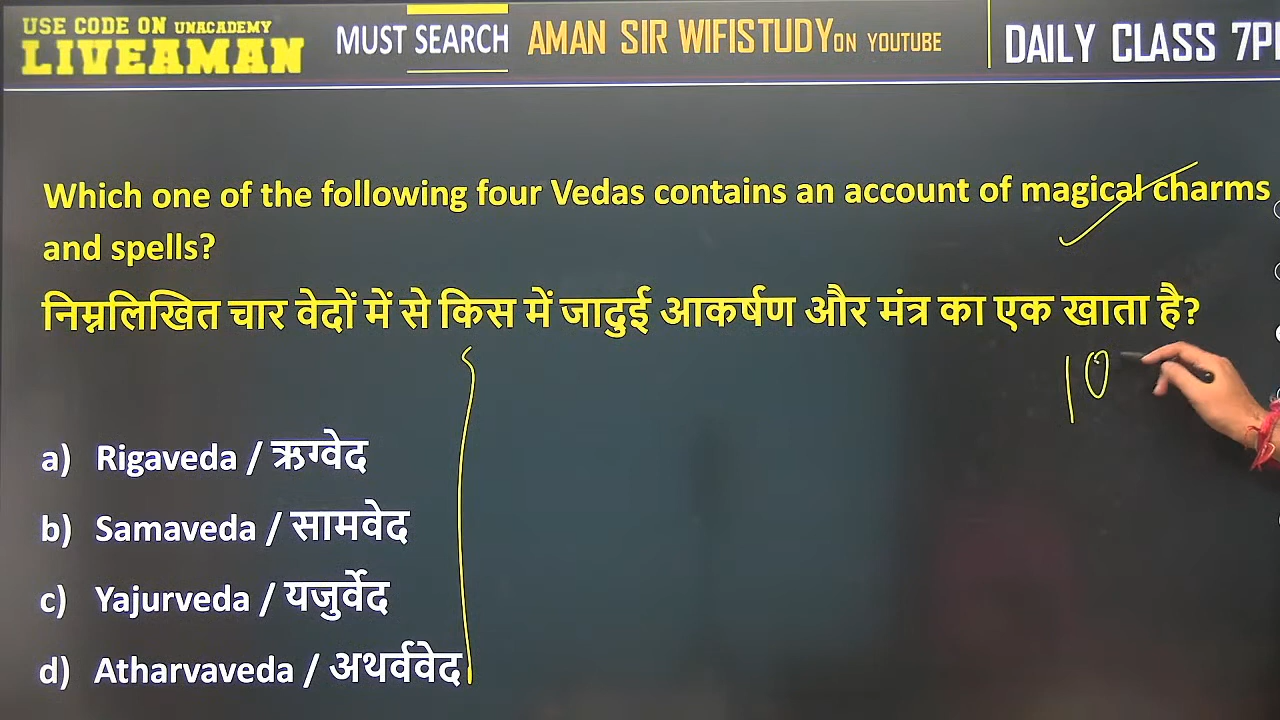 USE CODE ON UNACADEMY
LIVEAMAN
MUST SEARCH
AMAN SIR WIFISTUDY ON YOUTUBE
DAILY CLASS 7P
Which one of the following four Vedas contains an account of magical charms
and spells?
निम्नलिखित चार वेदों में से किस में जादुई आकर्षण और मंत्र का एक खाता है?
10
a) Rigaveda / ऋग्वेद
b) Samaveda / सामवेद
c) Yajurveda / यजुर्वेद
d) Atharvaveda / अथर्ववेद